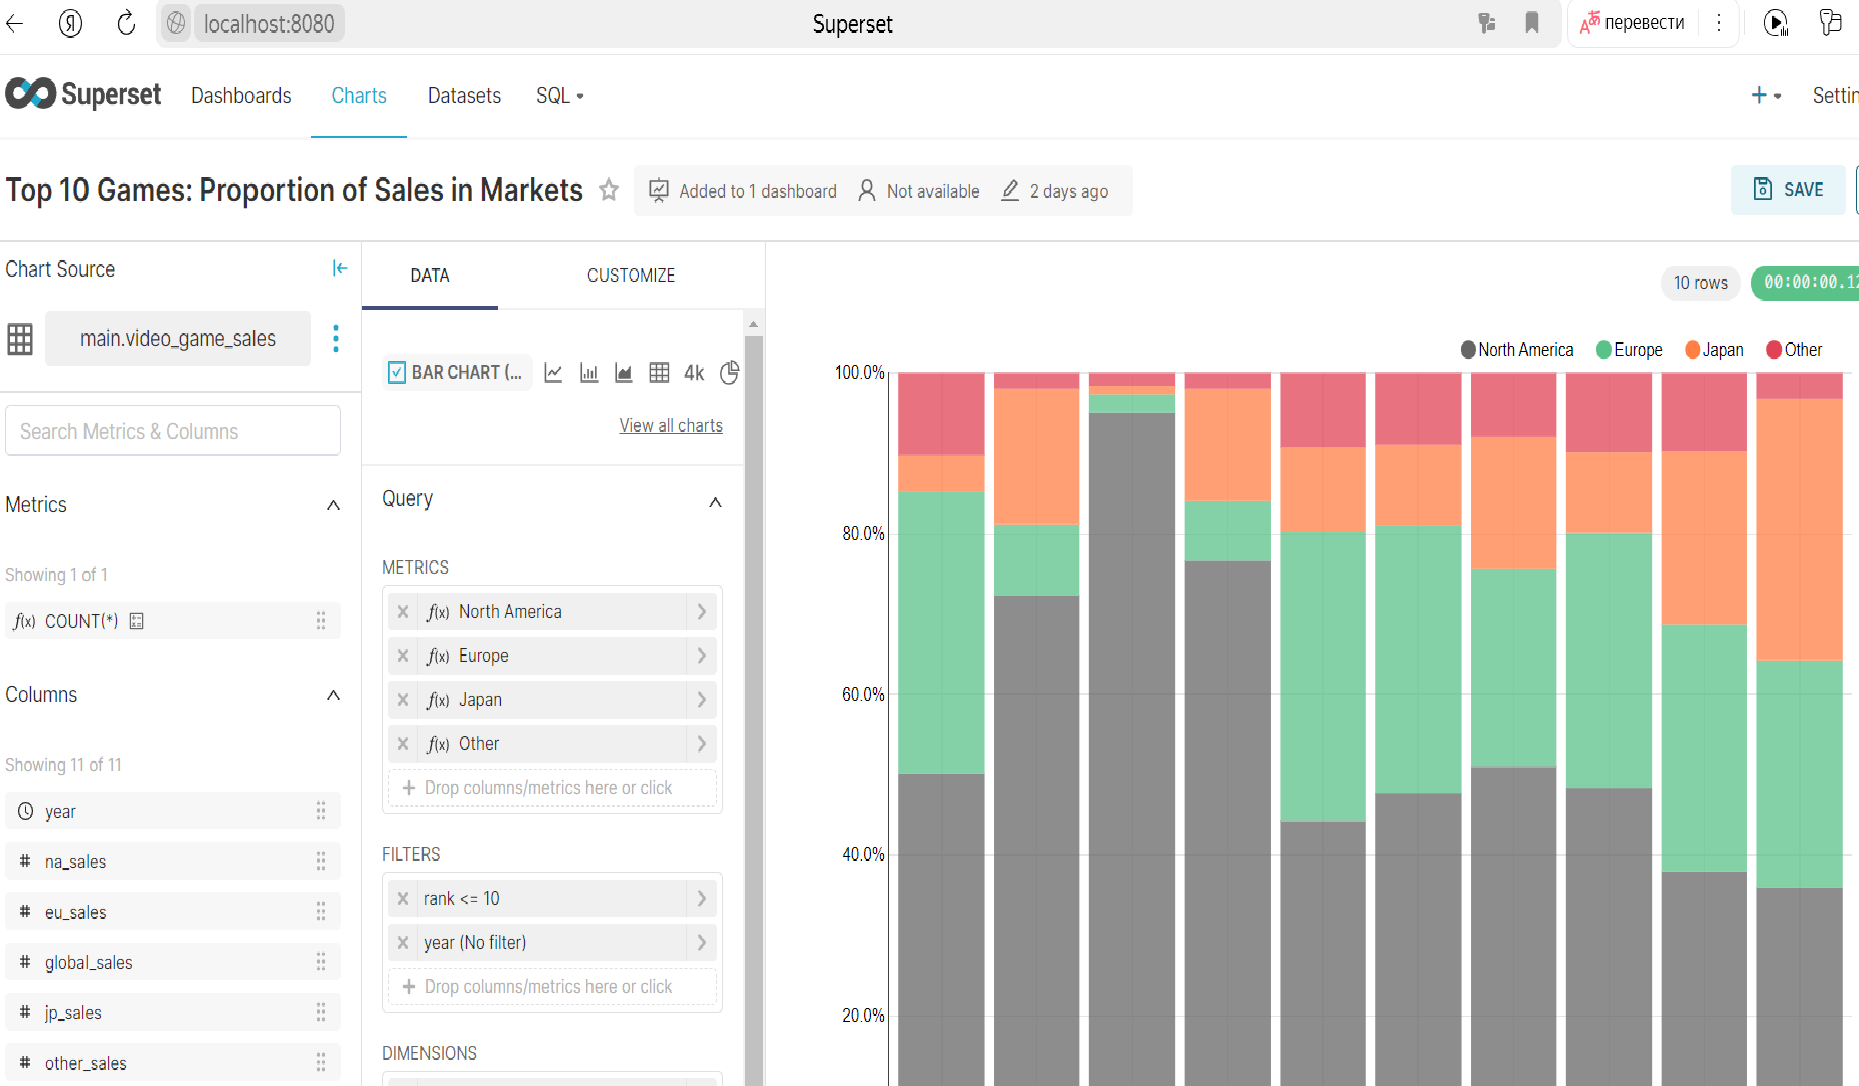 Я localhost:8080 Superset перевести
Superset Dashboards Charts Datasets SQL + Settin
Top 10 Games: Proportion of Sales in Markets Added to 1 dashboard Not available 2 days ago SAVE
Chart Source
main.video_game_sales
Search Metrics & Columns
Metrics
Showing 1 of 1
f(x) COUNT(*)
Columns
Showing 11 of 11
year
# na_sales
# eu_sales
# global_sales
# jp_sales
# other_sales
DATA CUSTOMIZE
BAR CHART (... 4k
View all charts
Query
METRICS
f(x) North America
f(x) Europe
f(x) Japan
f(x) Other
+ Drop columns/metrics here or click
FILTERS
rank <= 10
year (No filter)
+ Drop columns/metrics here or click
DIMENSIONS
10 rows 00:00:00.12
North America Europe Japan Other
100.0%
80.0%
60.0%
40.0%
20.0%